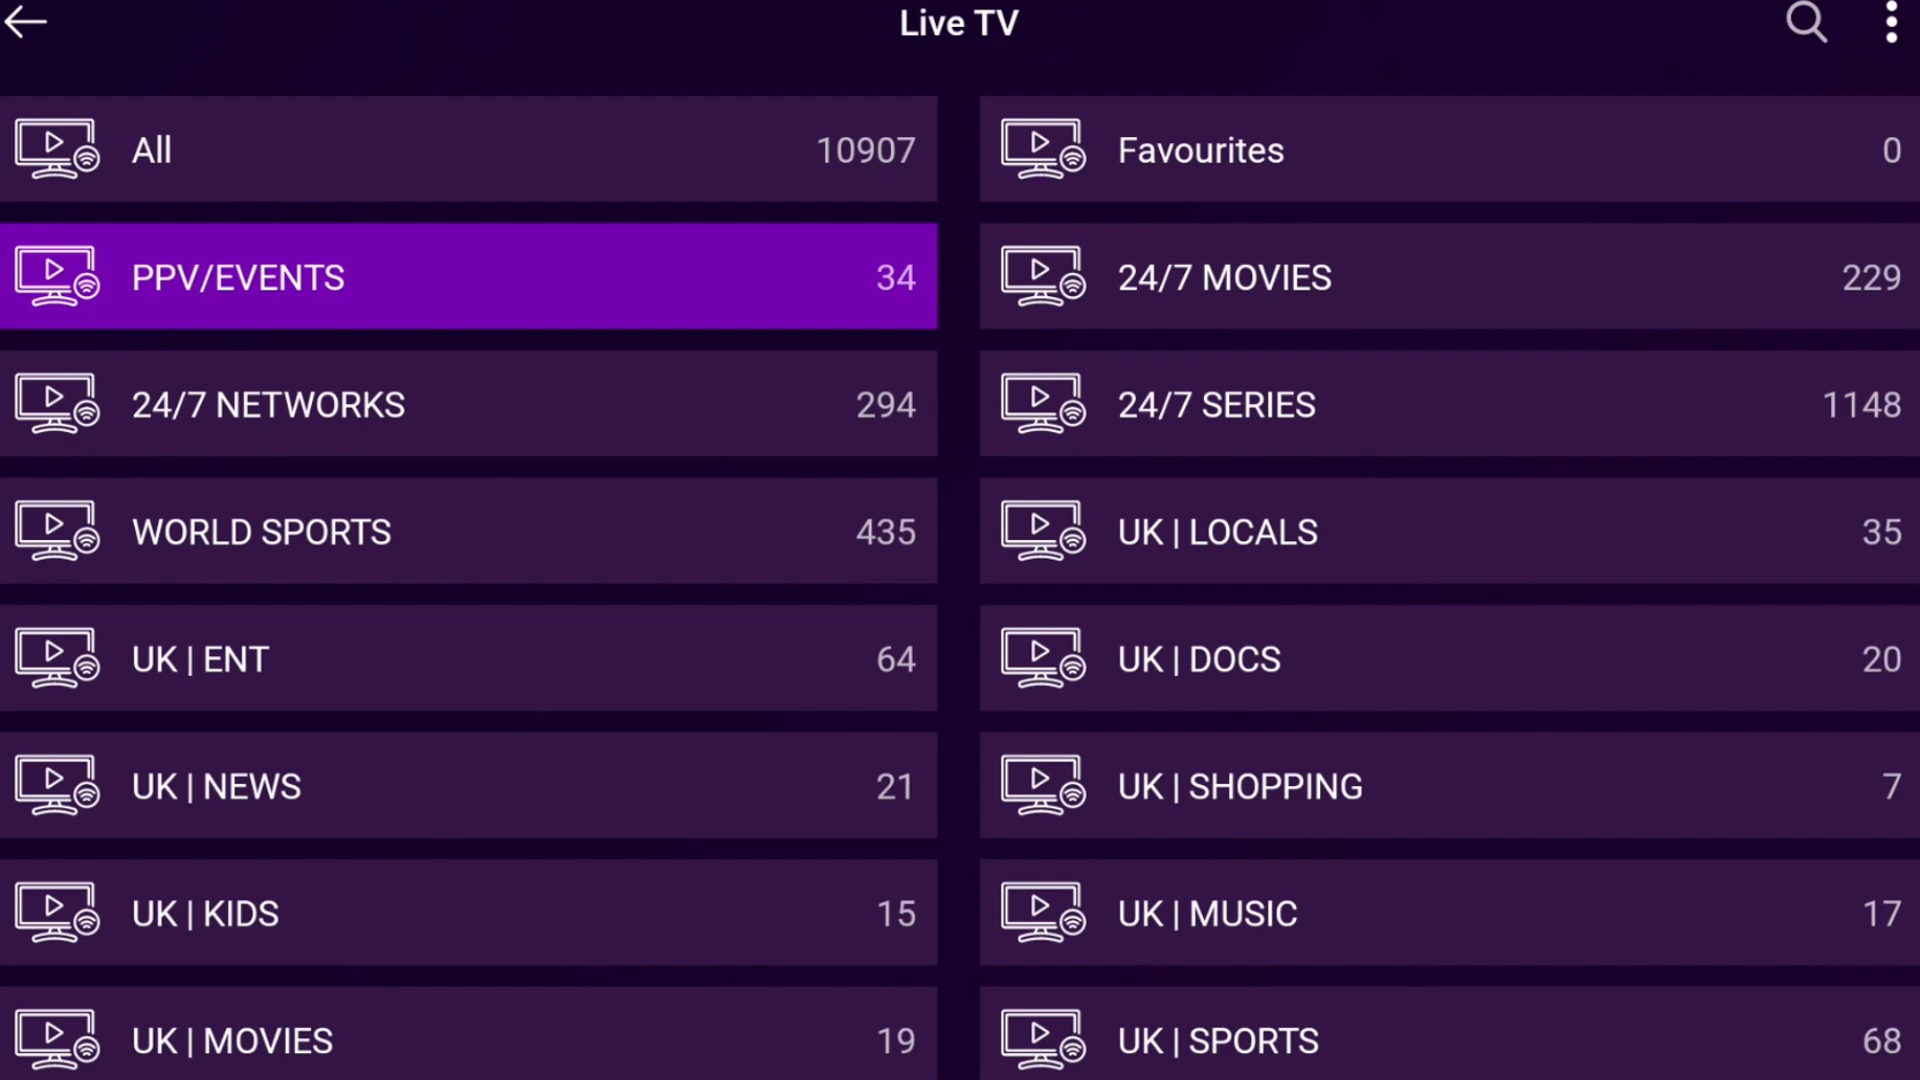 Live TV
All 10907
Favourites 0
PPV/EVENTS 34
24/7 MOVIES 229
24/7 NETWORKS 294
24/7 SERIES 1148
WORLD SPORTS 435
UK | LOCALS 35
UK | ENT 64
UK | DOCS 20
UK | NEWS 21
UK | SHOPPING 7
UK | KIDS 15
UK | MUSIC 17
UK | MOVIES 19
UK | SPORTS 68